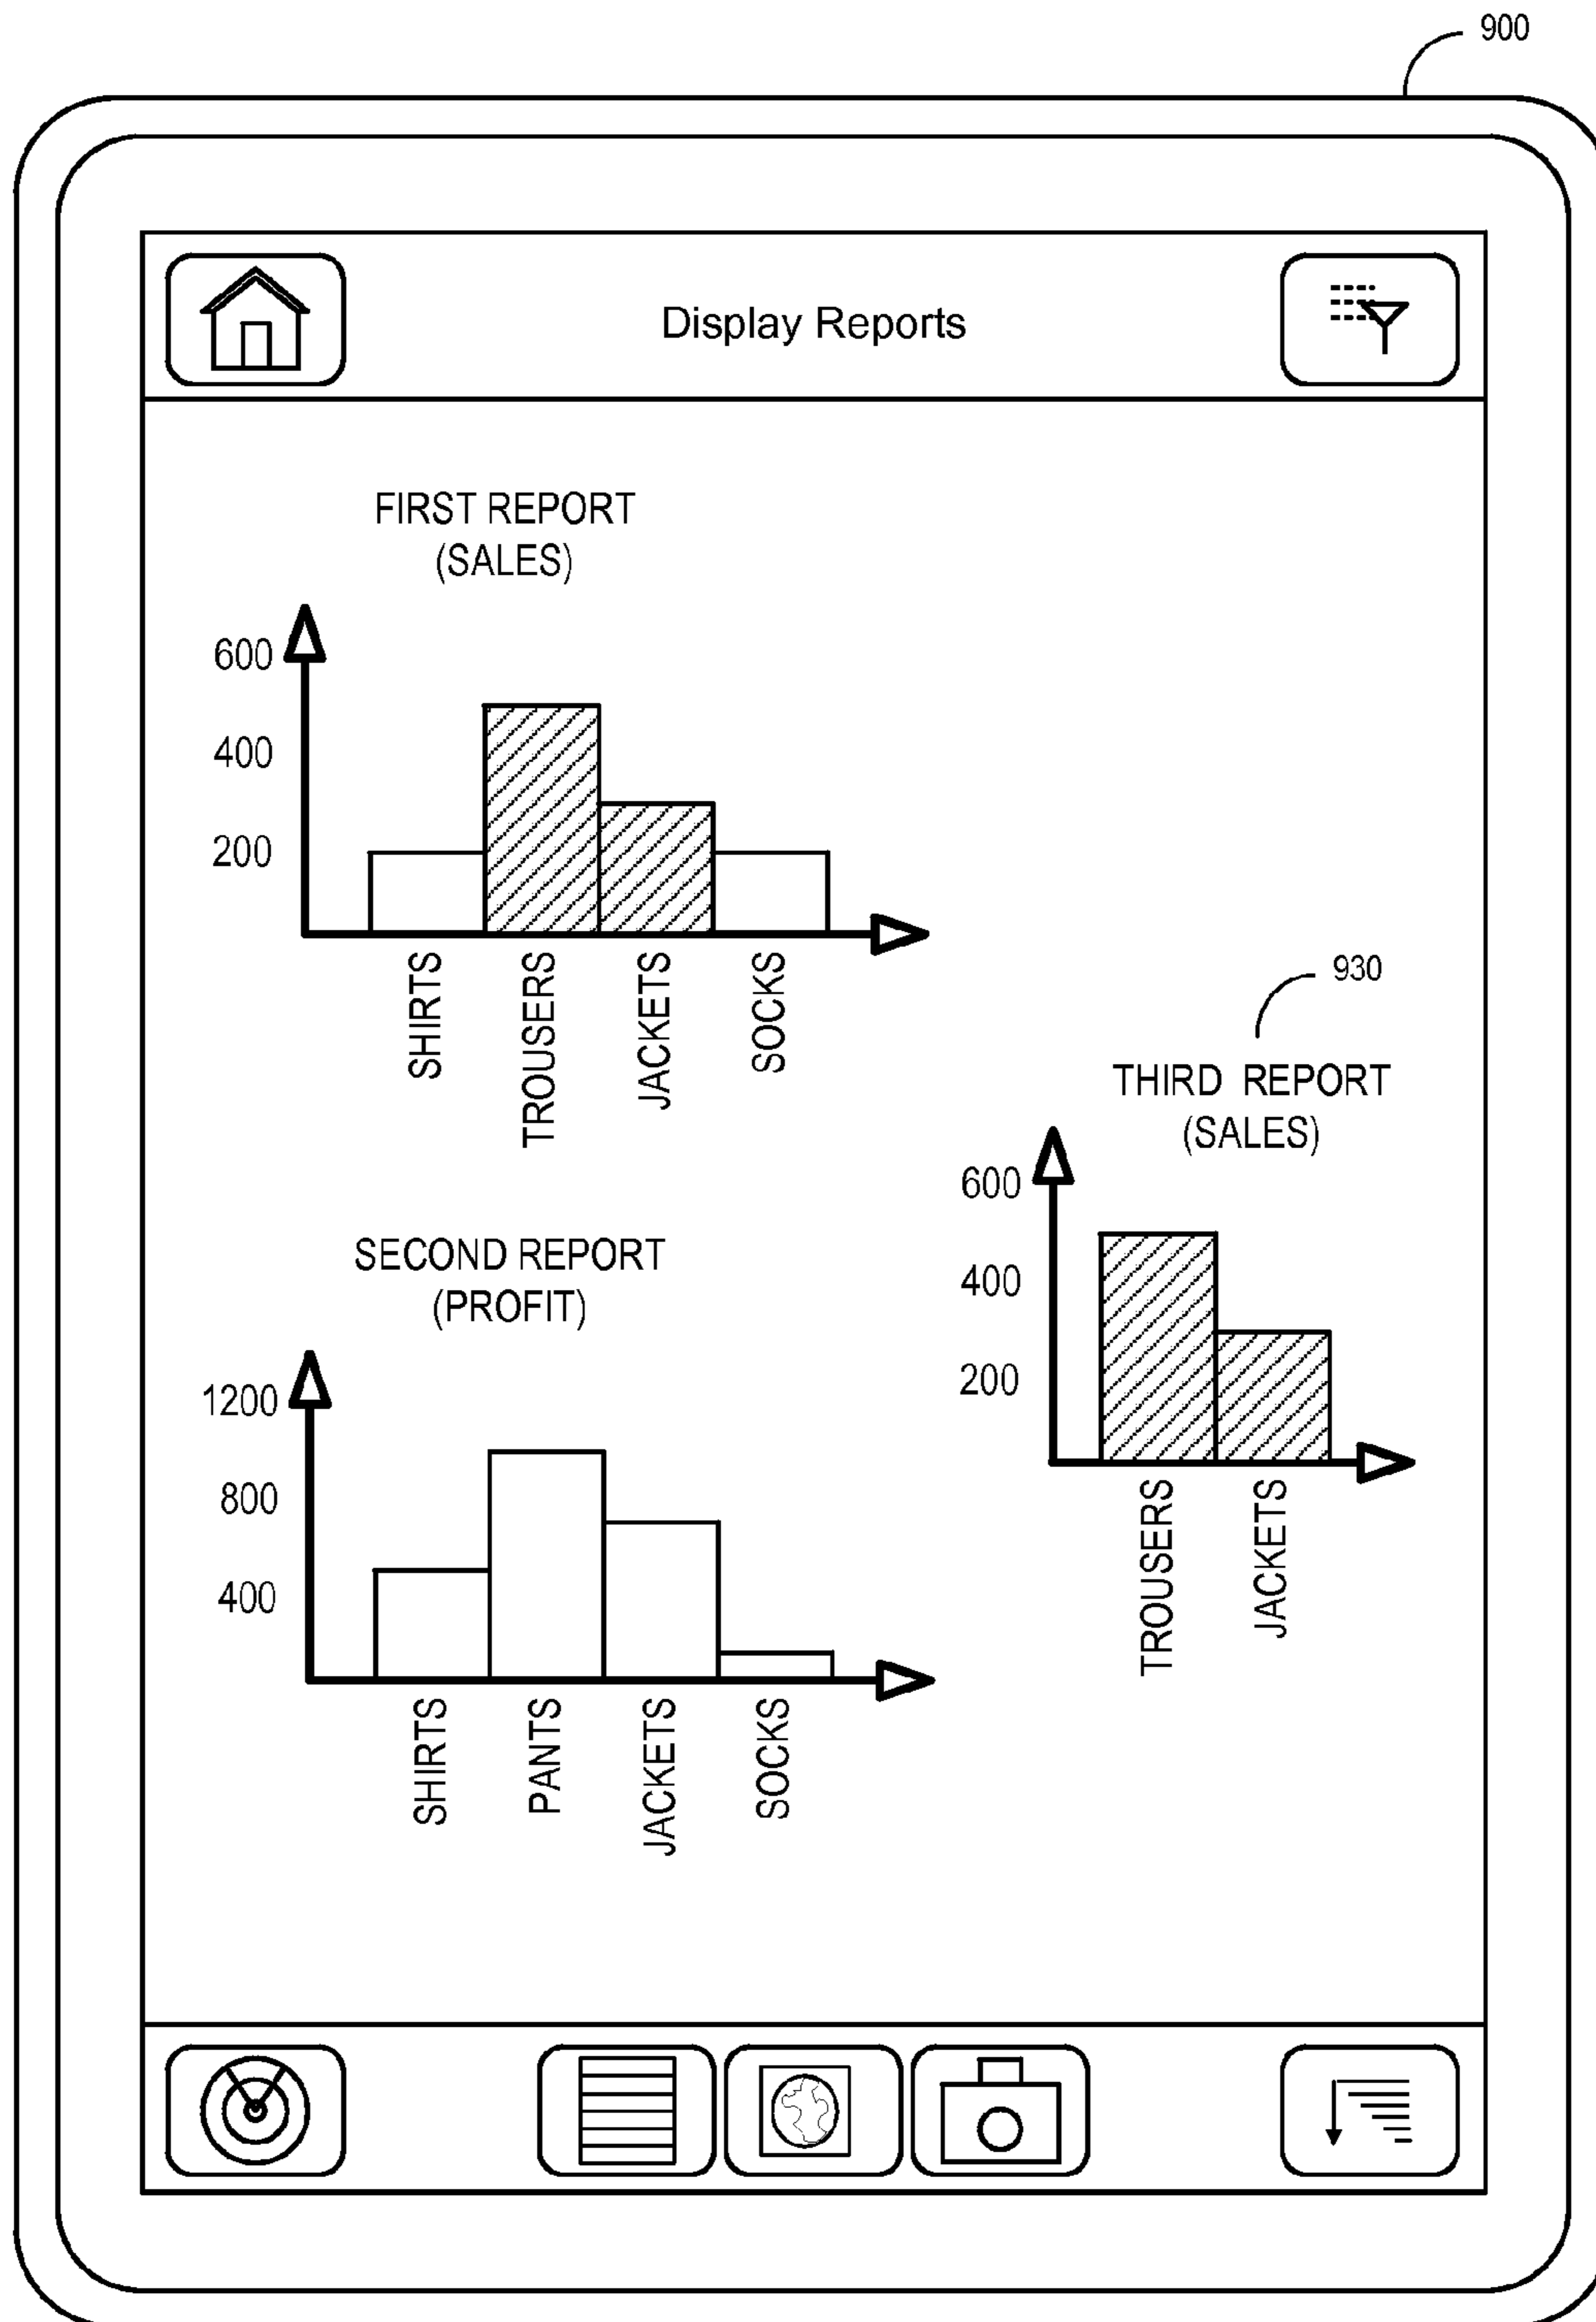 900
Display Reports
FIRST REPORT
(SALES)
600
400
200
SHIRTS
TROUSERS
JACKETS
SOCKS
930
THIRD REPORT
(SALES)
600
400
200
TROUSERS
JACKETS
SECOND REPORT
(PROFIT)
1200
800
400
SHIRTS
PANTS
JACKETS
SOCKS